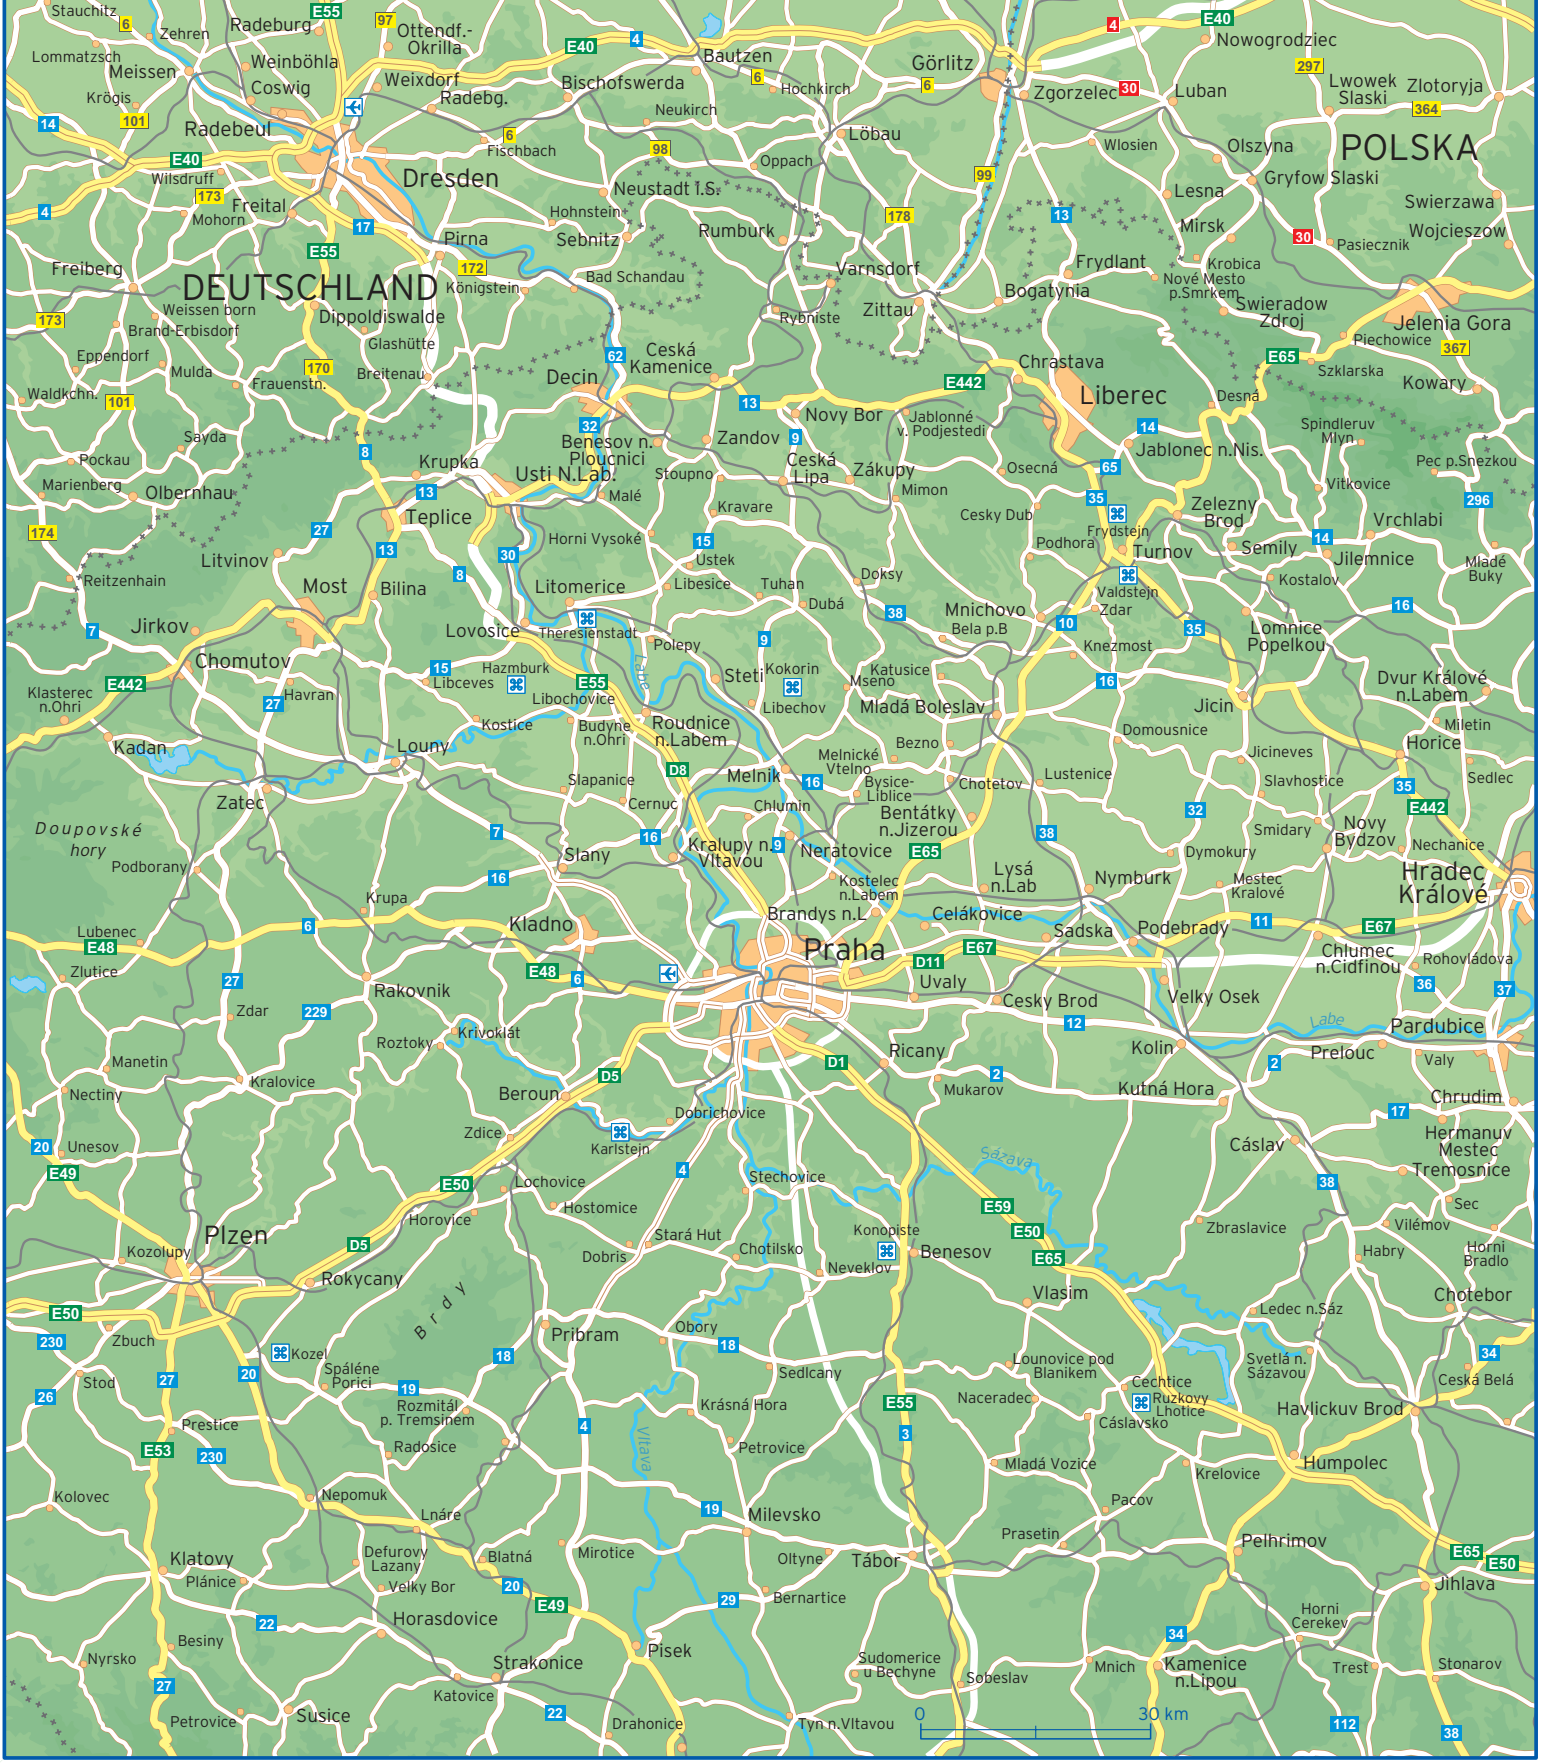 Stauchitz
6
Zehren
Radeburg
E55
97
Ottendf.-
Okrilla
E40
4
Bautzen
4
E40
Nowogrodziec
Lommatzsch
Meissen
Weinböhla
Coswig
Weixdorf
Radebg.
Bischofswerda
6
Hochkirch
Görlitz
6
Zgorzelec
30
Luban
297
Lwowek
Slaski
Zlotoryja
364
Krögis
101
14
Radebeul
Neukirch
6
Fischbach
98
Löbau
Oppach
Wlosien
Olszyna
POLSKA
E40
Wilsdruff
173
Mohorn
Freital
4
Dresden
Neustadt i.S.
99
Gryfow Slaski
Lesna
Swierzawa
17
Hohnstein
Sebnitz
Rumburk
178
13
Mirsk
30
Pasiecznik
Wojcieszow
E55
Pirna
172
Königstein
Bad Schandau
Varnsdorf
Frydlant
Krobica
Nové Mesto
p.Smrkem
Freiberg
DEUTSCHLAND
Weissen born
Brand-Erbisdorf
173
Dippoldiswalde
Glashütte
Rybniste
Zittau
Bogatynia
Swieradow
Zdroj
Jelenia Gora
Piechowice
367
Eppendorf
Mulda
170
Frauenstn.
Breitenau
62
Ceská
Kamenice
Decin
Chrastava
E65
Szklarska
Kowary
Waldkchn.
101
E442
Liberec
Desná
13
Novy Bor
Jablonné
v. Podjestedi
14
Spindleruv
Mlyn
Sayda
8
32
Benesov n.
Ploucnici
Zandov
9
Jablonec n.Nis.
Pockau
Krupka
Usti N.Lab.
Stoupno
Ceská
Lipa
Zákupy
Osecná
65
Pec p.Snezkou
Marienberg
Olbernhau
13
Malé
Mimon
35
Vitkovice
296
174
27
Teplice
Kravare
Cesky Dub
Frydstejn
Zelezny
Brod
Vrchlabi
Litvinov
13
30
Horni Vysoké
15
Ustek
Podhora
Turnov
Semily
14
Jilemnice
Mladé
Buky
Reitzenhain
Most
Bilina
8
Litomerice
Libesice
Tuhan
Doksy
Valdstejn
Kostalov
Dubá
38
Mnichovo
Zdar
16
7
Jirkov
Lovosice
Theresienstadt
Polepy
9
Bela p.B
10
35
Lomnice
Popelkou
Chomutov
15
Hazmburk
Labe
Steti
Kokorin
Katusice
Knezmost
E442
Libceves
E55
Mseno
16
Dvur Králové
n.Labem
Klasterec
n.Ohri
27
Havran
Libochovice
Libechov
Mladá Boleslav
Jicin
Kostice
Budyne
n.Ohri
Roudnice
n.Labem
Miletin
Kadan
Louny
Bezno
Domousnice
Horice
Melnické
Vtelno
Jicineves
D8
Melnik
16
Bysice-
Liblice
Chotetov
Lustenice
Slavhostice
Sedlec
35
Slapanice
Cernuc
Zatec
Chlumin
Bentátky
n.Jizerou
32
E442
Doupovské
hory
7
16
38
Smidary
Novy
Bydzov
Nechanice
Slany
Kralupy n.
Vltavou
9
Neratovice
E65
Dymokury
Podborany
16
Kostelec
n.Labem
Lysá
n.Lab
Nymburk
Mestec
Kralové
Hradec
Králové
Krupa
Kladno
Brandys n.L
Celákovice
6
Sadska
Podebrady
11
E67
Lubenec
E48
Praha
E67
Chlumec
n.Cidfinou
Rohovládova
Zlutice
27
E48
6
D11
Uvaly
36
37
Rakovnik
Cesky Brod
Velky Osek
Zdar
229
Krivoklát
12
Labe
Pardubice
Roztoky
Kolin
Prelouc
Valy
Manetin
Ricany
D1
2
2
Nectiny
Kralovice
D5
Beroun
Mukarov
Kutná Hora
Chrudim
Dobrichovice
17
Hermanuv
Mestec
20
Unesov
Zdice
Karlstejn
Cáslav
E49
4
Sázava
Tremosnice
E50
Lochovice
Stechovice
38
Sec
Horovice
Hostomice
E59
Zbraslavice
Vilémov
Plzen
D5
Stará Hut
Konopiste
E50
Kozolupy
Dobris
Chotilsko
Benesov
E65
Habry
Horni
Bradlo
Rokycany
Neveklov
Brdy
Vlasim
Ledec n.Sáz
Chotebor
E50
230
Zbuch
Pribram
Obory
18
Kozel
18
Lounovice pod
Blanikem
Svetlá n.
Sázavou
34
Stod
27
20
Spálené
Porici
19
Sedlcany
Cechtice
Ceská Belá
26
Rozmitál
p. Tremsinem
Krásná Hora
E55
Naceradec
Ruzkovy
Lhotice
Cáslavsko
Havlickuv Brod
Prestice
4
3
E53
230
Radosice
Vltava
Petrovice
Mladá Vozice
Krelovice
Humpolec
Kolovec
Nepomuk
19
Pacov
Lnáre
Milevsko
Prasetin
Pelhrimov
Klatovy
Defurovy
Lazany
Blatná
Mirotice
Oltyne
Tábor
E65
E50
Plánice
Velky Bor
20
Jihlava
E49
29
Bernartice
22
Horasdovice
Horni
Cerekev
Besiny
34
Nyrsko
Pisek
Sudomerice
u Bechyne
Mnich
Kamenice
n.Lipou
Strakonice
Sobeslav
Trest
Stonarov
27
Katovice
Petrovice
Susice
22
Drahonice
Tyn n.Vltavou
0
30 km
112
38